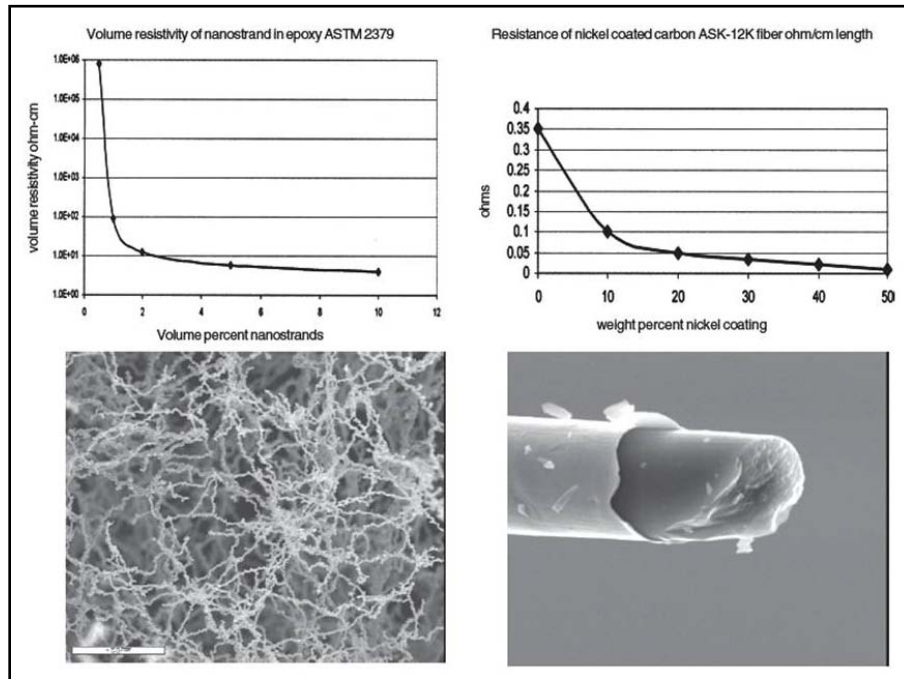 Volume resistivity of nanostrand in epoxy ASTM 2379
1.0E+06
1.0E+05
1.0E+04
1.0E+03
1.0E+02
1.0E+01
1.0E+00
volume resistivity ohm-cm
0 2 4 6 8 10
Volume percent nanostrands
Resistance of nickel coated carbon ASK-12K fiber ohm/cm length
0.4
0.35
0.3
0.25
0.2
0.15
0.1
0.05
0
ohms
0 10 20 30 40 50
weight percent nickel coating